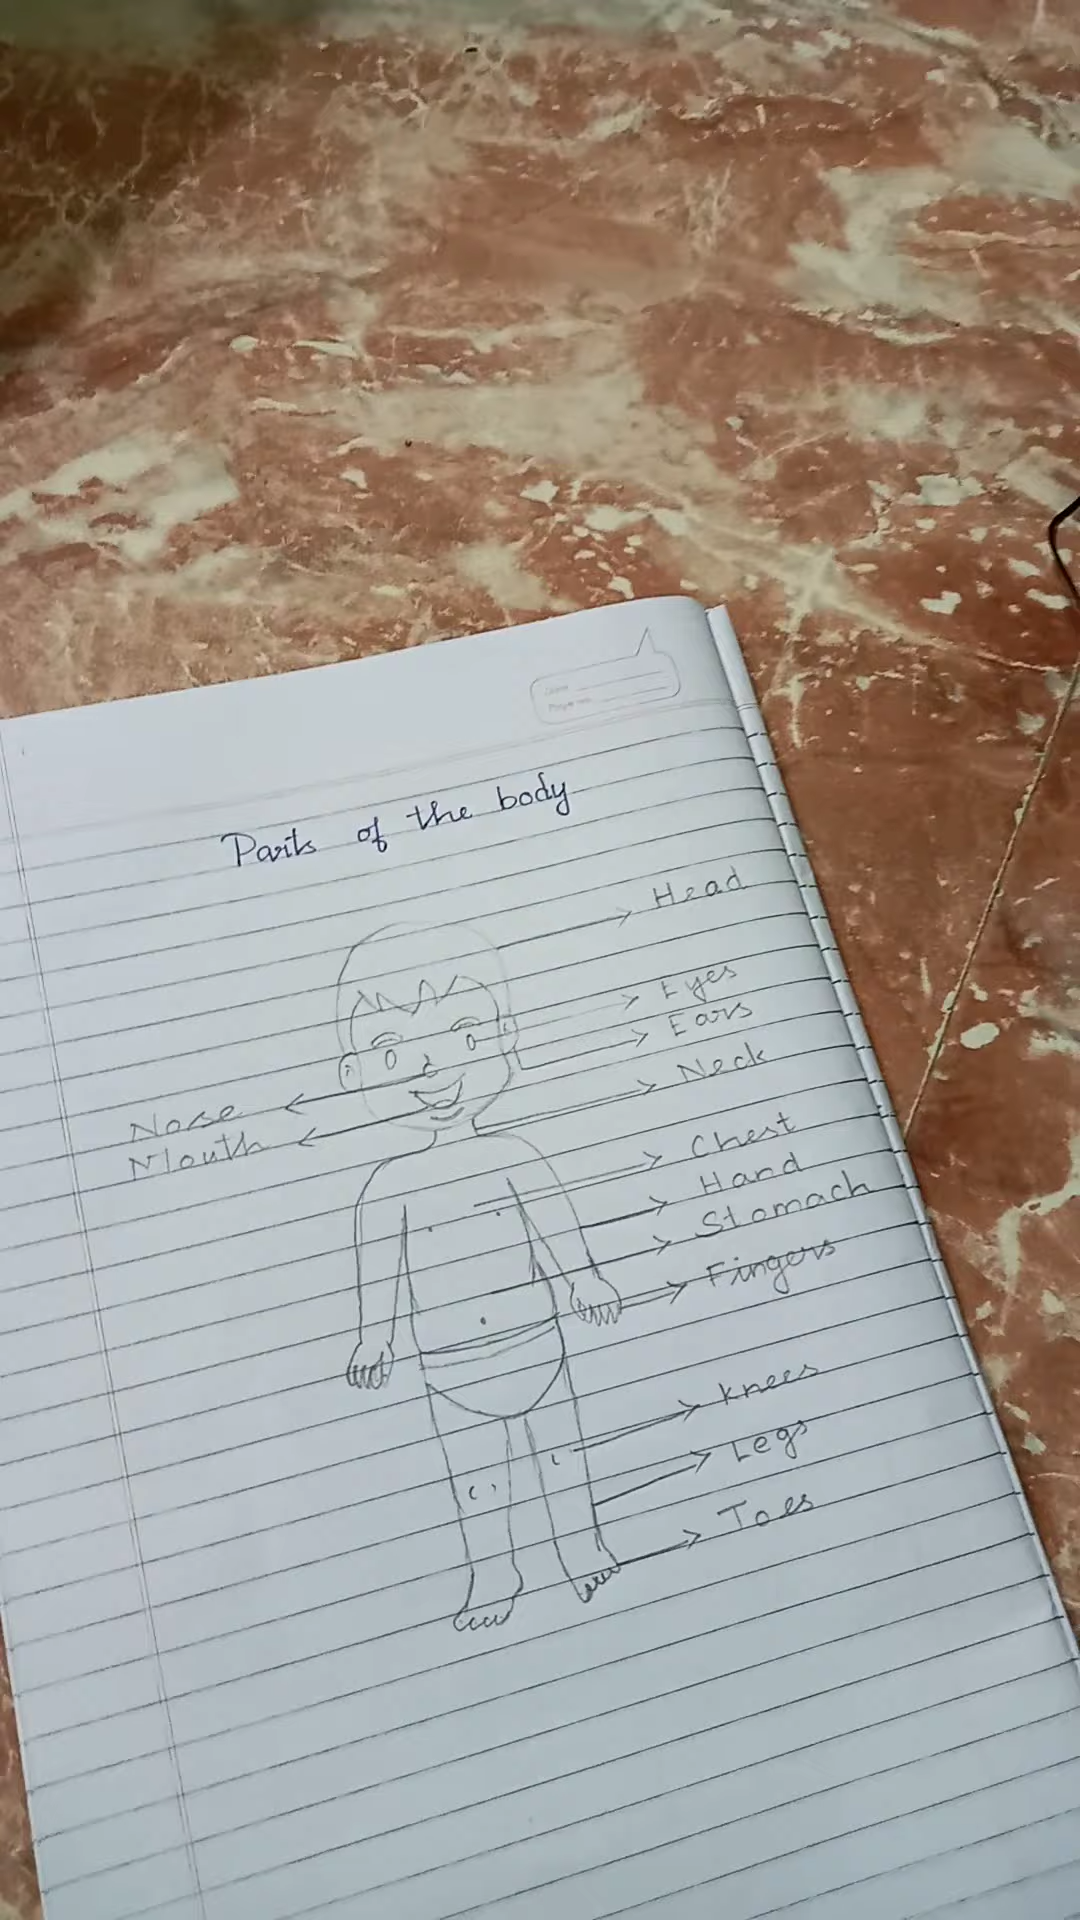 Parts of the body
Head
Eyes
Ears
Neck
Nose
Mouth
Chest
Hand
Stomach
Fingers
Knees
Legs
Toes